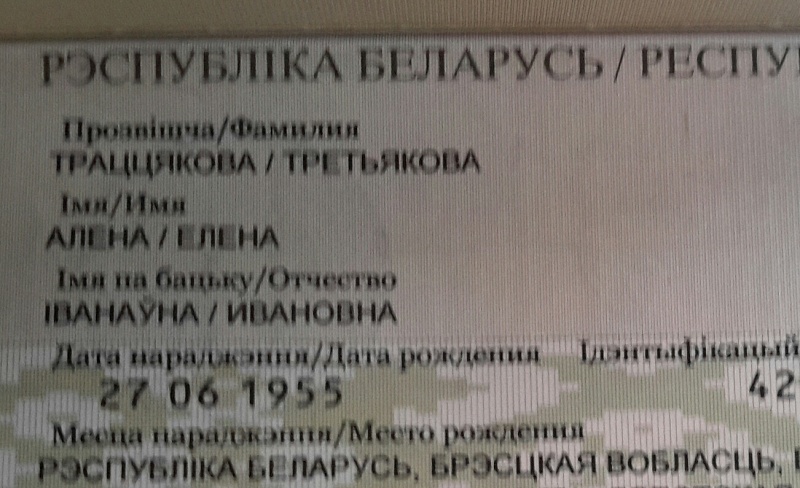 РЭСПУБЛІКА БЕЛАРУСЬ / РЕСПУ
Прозвішча/Фамилия
ТРАЦЦЯКОВА / ТРЕТЬЯКОВА
Імя/Имя
АЛЕНА / ЕЛЕНА
Імя па бацьку/Отчество
ІВАНАЎНА / ИВАНОВНА
Дата нараджэння/Дата рождения Ідэнтыфікацый
27 06 1955 42
Месца нараджэння/Место рождения
РЭСПУБЛІКА БЕЛАРУСЬ, БРЭСЦКАЯ ВОБЛАСЦЬ,